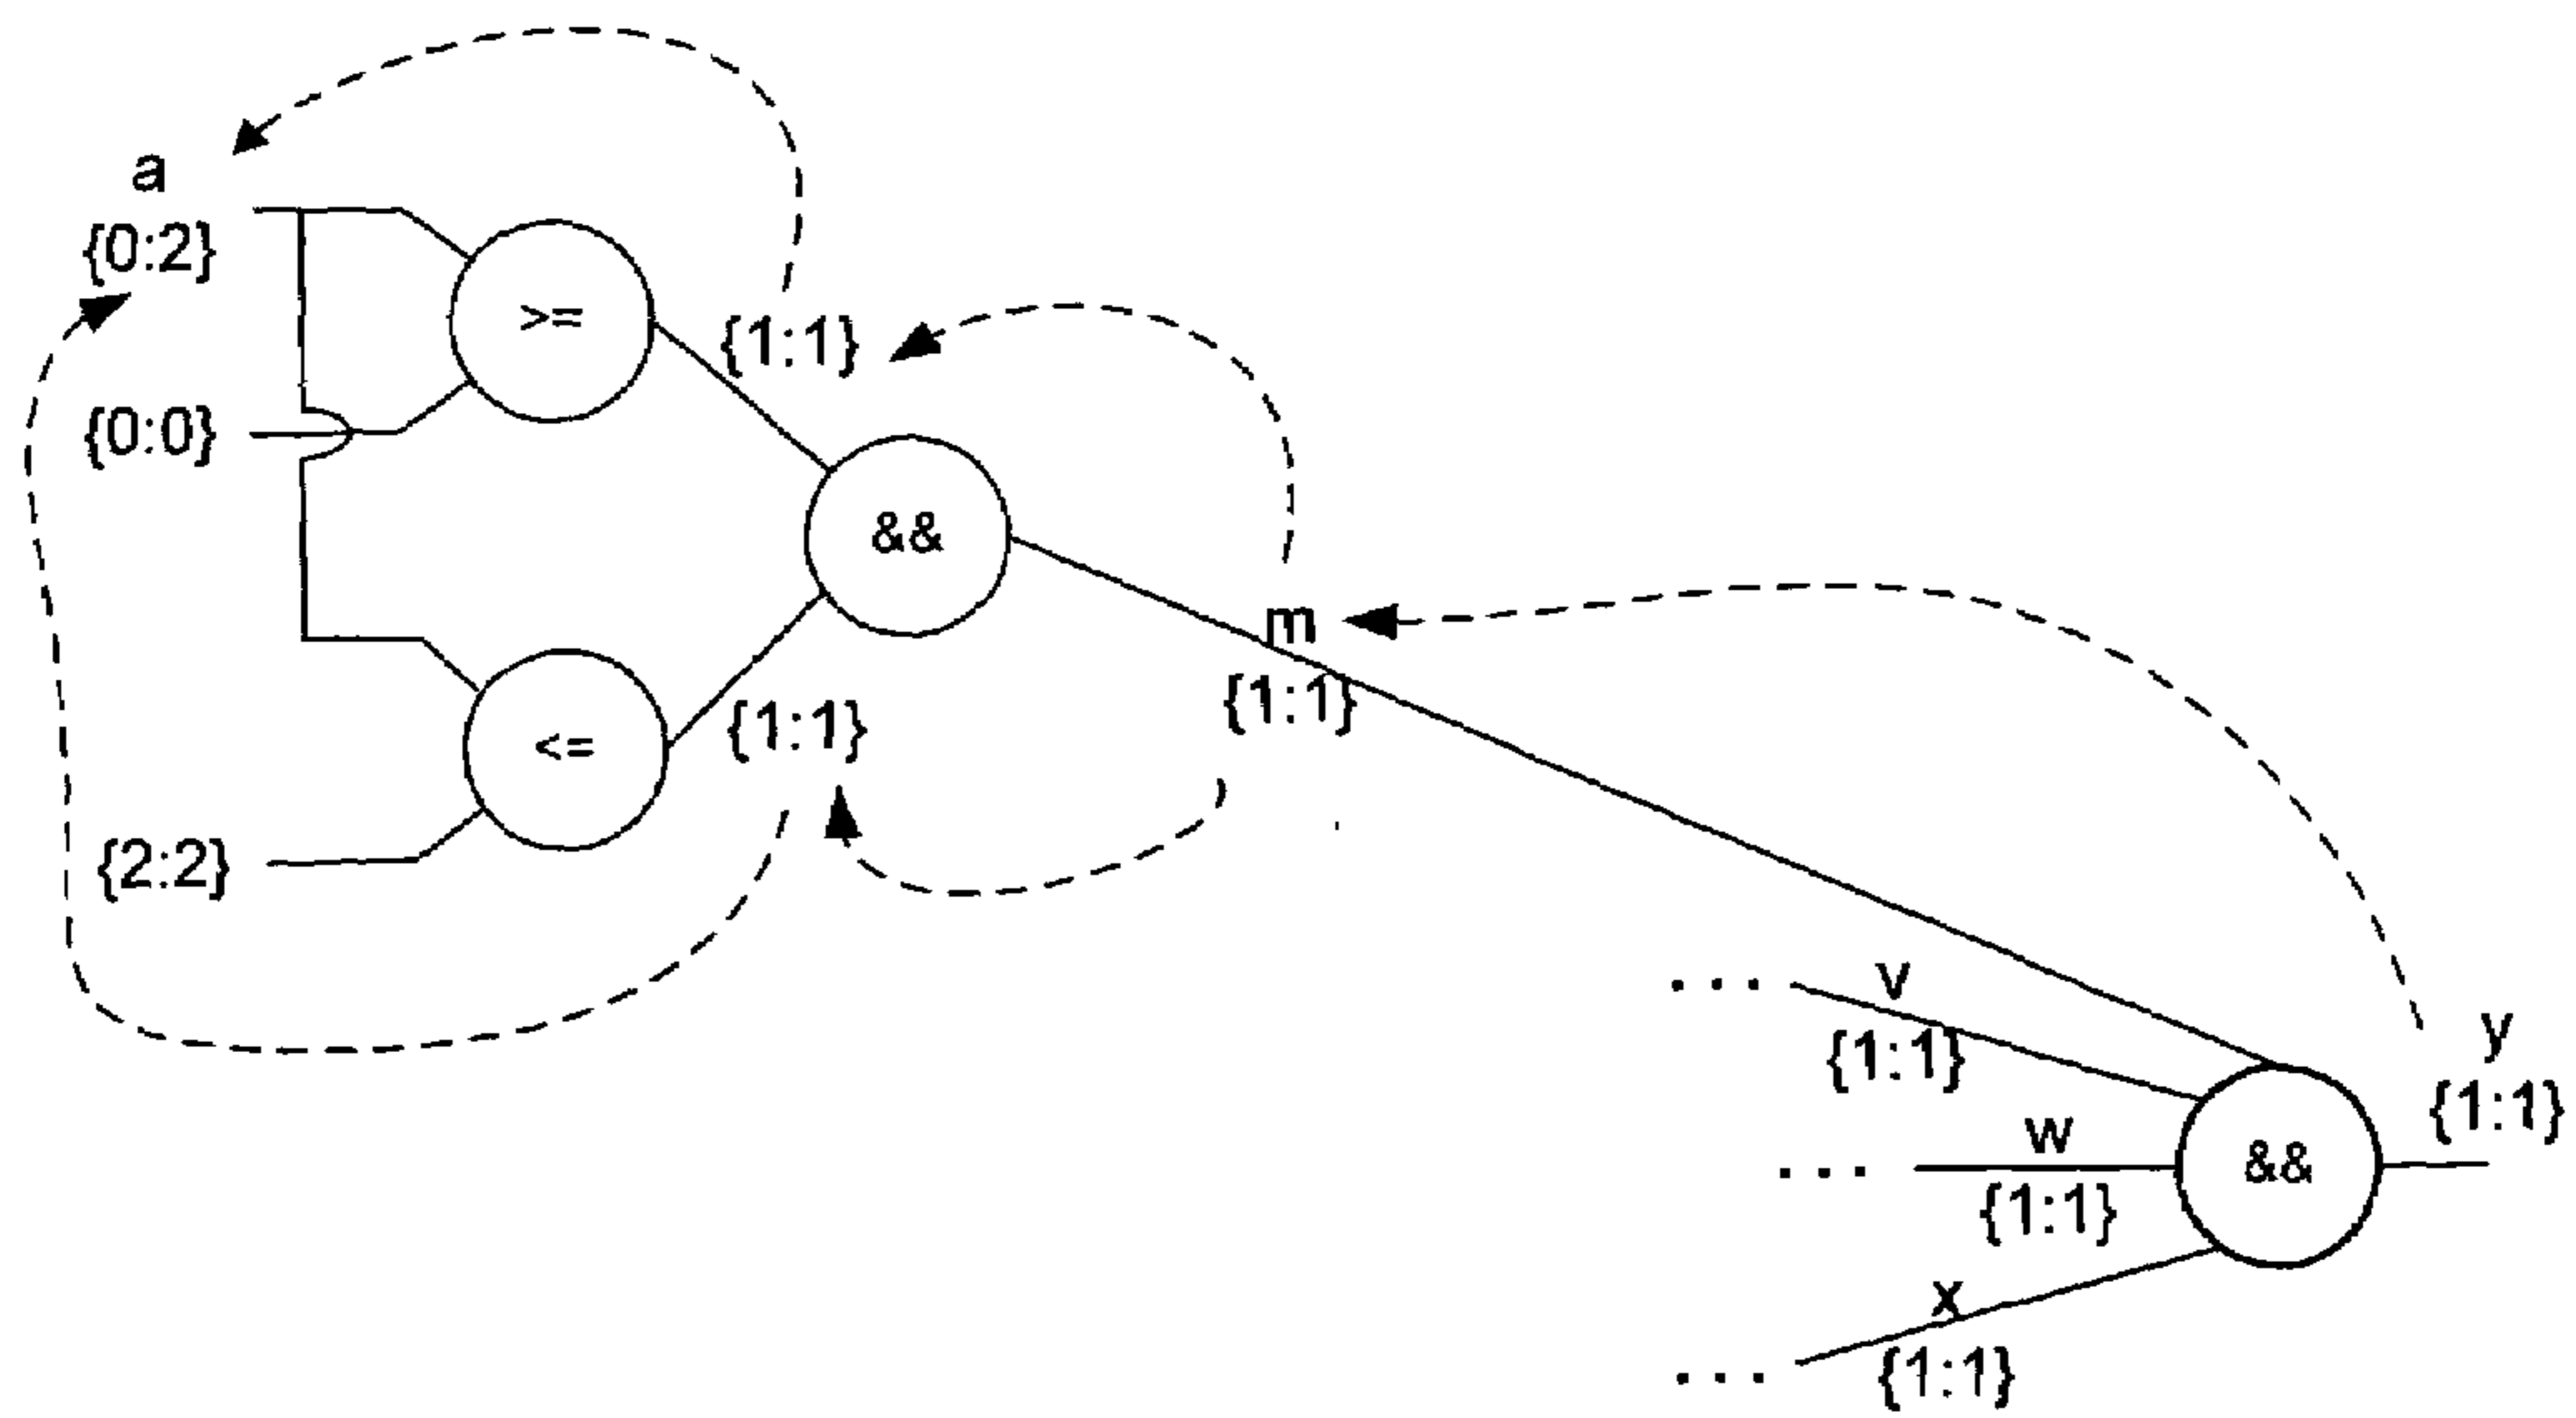 a
{0:2}
>=
{1:1}
{0:0}
&&
m
{1:1}
<=
{1:1}
{2:2}
v
{1:1}
y
{1:1}
w
{1:1}
&&
x
{1:1}